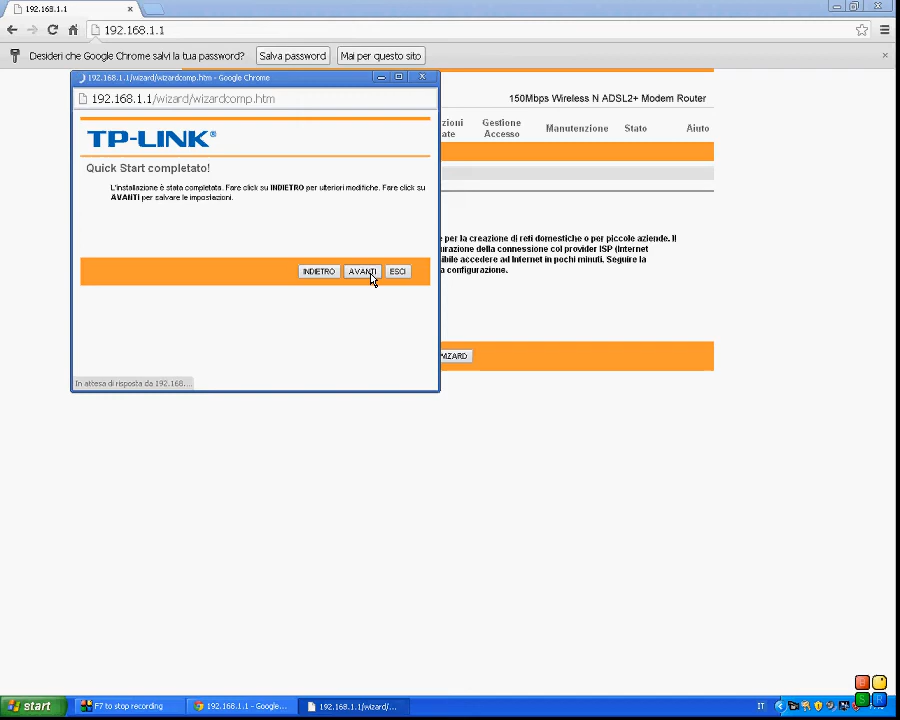 192.168.1.1
192.168.1.1
Desideri che Google Chrome salvi la tua password?
Salva password
Mai per questo sito
192.168.1.1/wizard/wizardcomp.htm - Google Chrome
192.168.1.1/wizard/wizardcomp.htm
TP-LINK®
Quick Start completato!
L'installazione è stata completata. Fare click su INDIETRO per ulteriori modifiche. Fare click su
AVANTI per salvare le impostazioni.
INDIETRO
AVANTI
ESCI
In attesa di risposta da 192.168....
150Mbps Wireless N ADSL2+ Modem Router
zioni
ate
Gestione
Accesso
Manutenzione
Stato
Aiuto
e per la creazione di reti domestiche o per piccole aziende. Il
urazione della connessione col provider ISP (Internet
ibile accedere ad Internet in pochi minuti. Seguire la
a configurazione.
WIZARD
start
F7 to stop recording
192.168.1.1 - Google...
192.168.1.1/wizard/...
IT